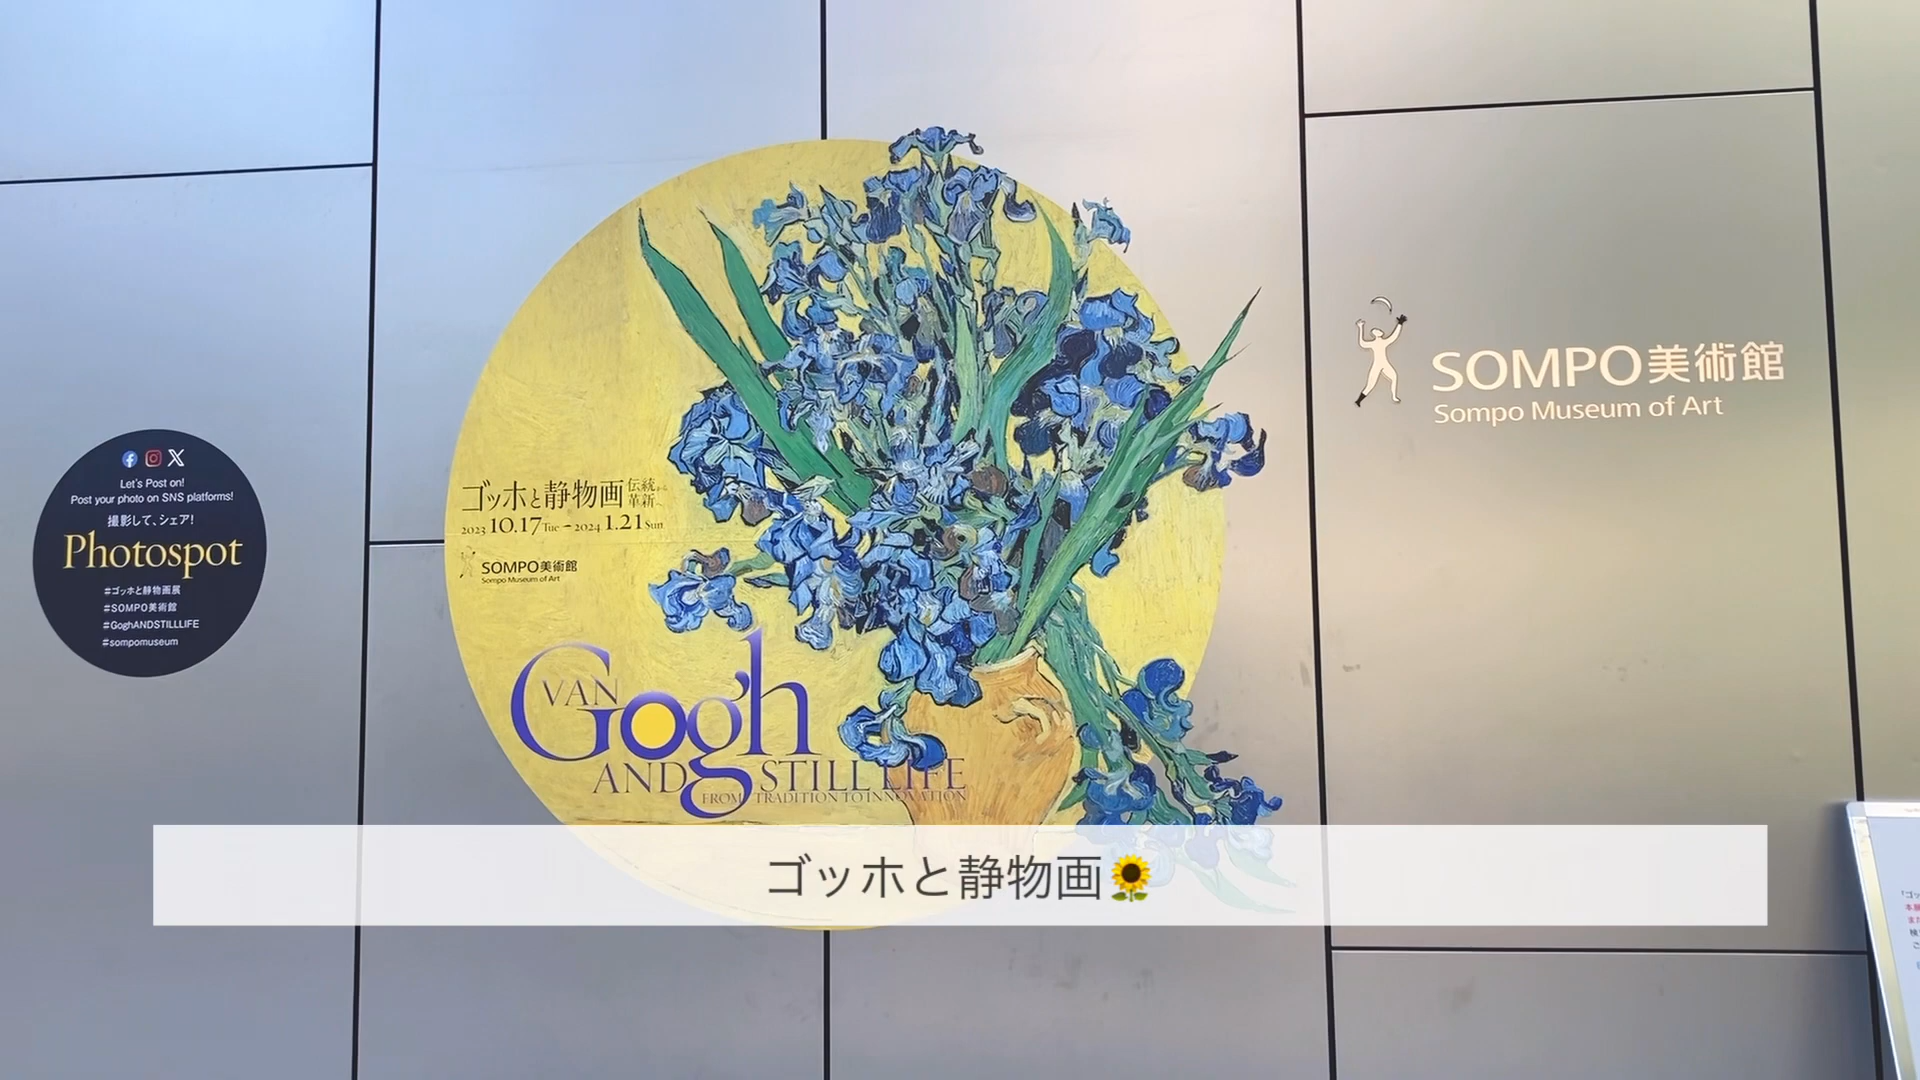 Let's Post on!
Post your photo on SNS platforms!
撮影して、シェア!
Photospot
#ゴッホと静物画展
#SOMPO美術館
#GoghANDSTILLLIFE
#sompomuseum
ゴッホと静物画 伝統から
革新へ
2023 10.17 Tue – 2024 1.21 Sun
SOMPO美術館
Sompo Museum of Art
VAN
Gogh
AND STILL LIFE
FROM TRADITION TO INNOVATION
SOMPO美術館
Sompo Museum of Art
ゴッホと静物画🌻